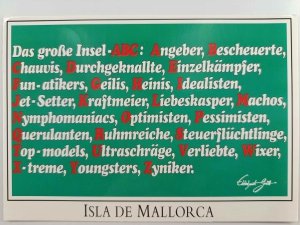 Das große Insel-ABC: Angeber, Bescheuerte,
Chauvis, Durchgeknallte, Einzelkämpfer,
Fun-atikers, Geilis, Heinis, Idealisten,
Jet-Setter, Kraftmeier, Liebeskasper, Machos,
Nymphomaniacs, Optimisten, Pessimisten,
Querulanten, Ruhmreiche, Steuerflüchtlinge,
Top-models, Ultraschräge, Verliebte, Wixer,
X-treme, Youngsters, Zyniker.
ISLA DE MALLORCA